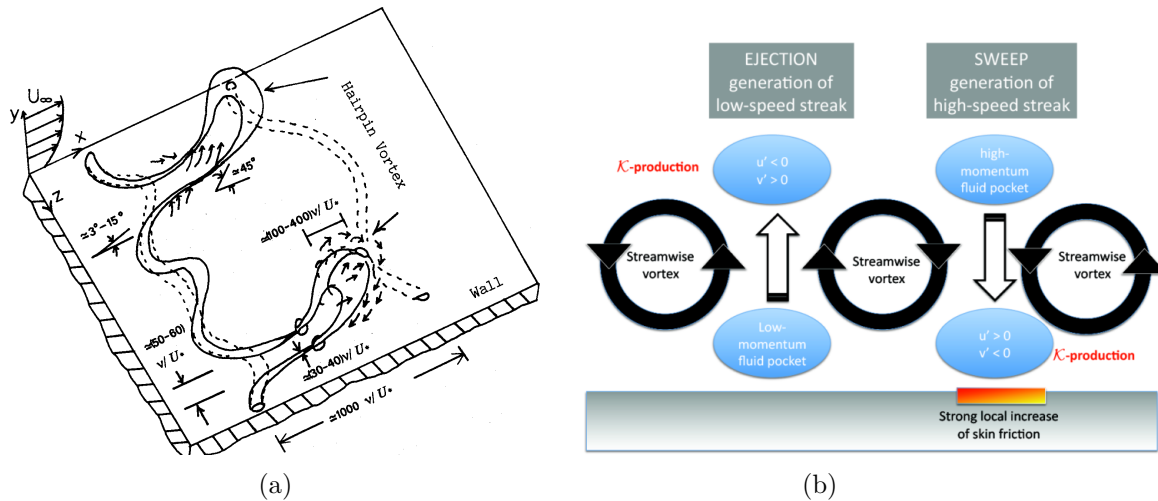 U∞
y
x
z
C
Hairpin Vortex
≃45°
≃3°-15°
≃(100-400)ν/U*
≃(50-60)
ν/U*
≃(30-40)ν/U*
≃1000 ν/U*
Wall
(a)
EJECTION
generation of
low-speed streak
SWEEP
generation of
high-speed streak
K-production
u' < 0
v' > 0
high-
momentum
fluid pocket
Streamwise
vortex
Streamwise
vortex
Streamwise
vortex
Low-
momentum
fluid pocket
u' > 0
v' < 0
K-production
Strong local increase
of skin friction
(b)